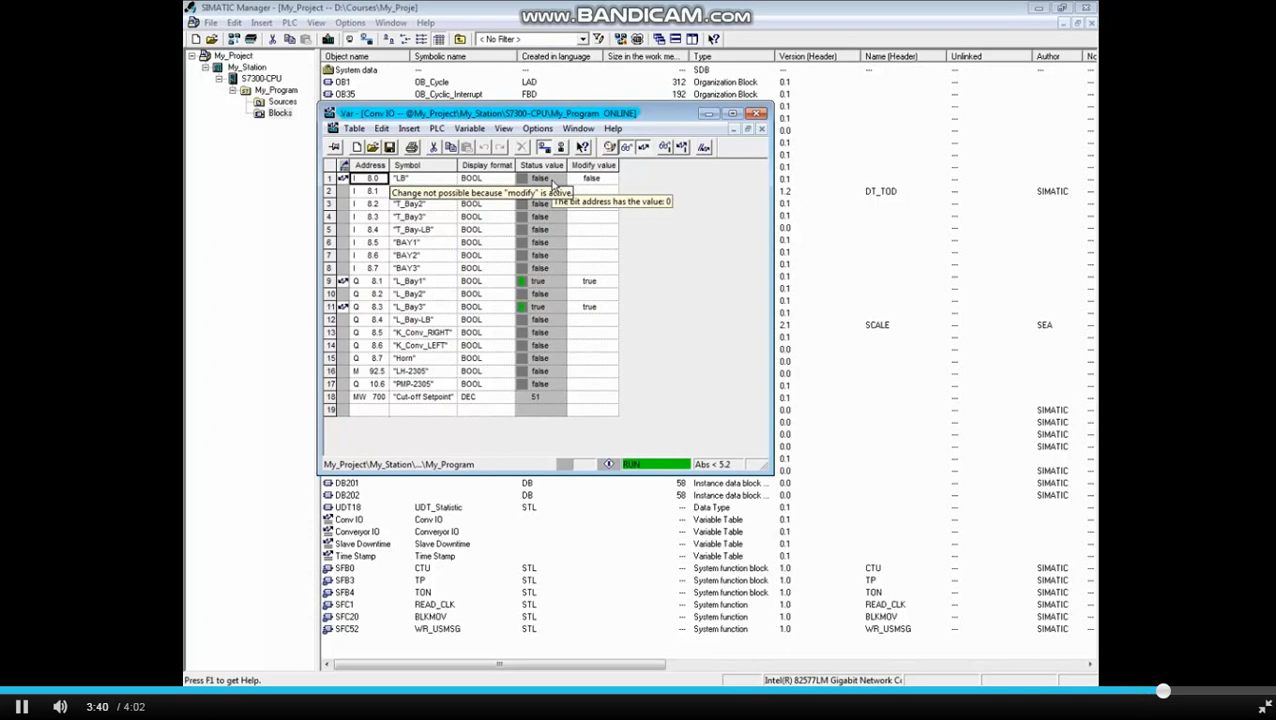 SIMATIC Manager - [My_Project -- D:\Courses\My_Proje]
www.BANDICAM.com
File Edit Insert PLC View Options Window Help
< No Filter >
My_Project
My_Station
S7300-CPU
My_Program
Sources
Blocks
Object name Symbolic name Created in language Size in the work me... Type Version (Header) Name (Header) Unlinked Author
System data --- --- --- SDB --- --- --- ---
OB1 OB_Cycle LAD 312 Organization Block 0.1
OB35 OB_Cyclic_Interrupt FBD 192 Organization Block 0.1
Var - [Conv IO -- @My_Project\My_Station\S7300-CPU\My_Program ONLINE]
Table Edit Insert PLC Variable View Options Window Help
Address Symbol Display format Status value Modify value
1 I 8.0 "LB" BOOL false false
2 I 8.1
Change not possible because "modify" is active.
The bit address has the value: 0
3 I 8.2 "T_Bay2" BOOL false
4 I 8.3 "T_Bay3" BOOL false
5 I 8.4 "T_Bay-LB" BOOL false
6 I 8.5 "BAY1" BOOL false
7 I 8.6 "BAY2" BOOL false
8 I 8.7 "BAY3" BOOL false
9 Q 8.1 "L_Bay1" BOOL true true
10 Q 8.2 "L_Bay2" BOOL false
11 Q 8.3 "L_Bay3" BOOL true true
12 Q 8.4 "L_Bay-LB" BOOL false
13 Q 8.5 "K_Conv_RIGHT" BOOL false
14 Q 8.6 "K_Conv_LEFT" BOOL false
15 Q 8.7 "Horn" BOOL false
16 M 92.5 "LH-2305" BOOL false
17 Q 10.6 "PMP-2305" BOOL false
18 MW 700 "Cut-off Setpoint" DEC 51
19
My_Project\My_Station\...\My_Program RUN Abs < 5.2
1.2 DT_TOD --- SIMATIC
2.1 SCALE --- SEA
DB201 DB 58 Instance data block ... 0.0
DB202 DB 58 Instance data block ... 0.0
UDT18 UDT_Statistic STL --- Data Type 0.1
Conv IO Conv IO --- Variable Table 0.1
Converyor IO Converyor IO --- Variable Table 0.1
Slave Downtime Slave Downtime --- Variable Table 0.1
Time Stamp Time Stamp --- Variable Table 0.1
SFB0 CTU STL --- System function block 1.0 CTU --- SIMATIC
SFB3 TP STL --- System function block 1.0 TP --- SIMATIC
SFB4 TON STL --- System function block 1.0 TON --- SIMATIC
SFC1 READ_CLK STL --- System function 1.0 READ_CLK --- SIMATIC
SFC20 BLKMOV STL --- System function 1.0 BLKMOV --- SIMATIC
SFC52 WR_USMSG STL --- System function 1.0 WR_USMSG --- SIMATIC
Press F1 to get Help.
Intel(R) 82577LM Gigabit Network Cc
3:40 / 4:02